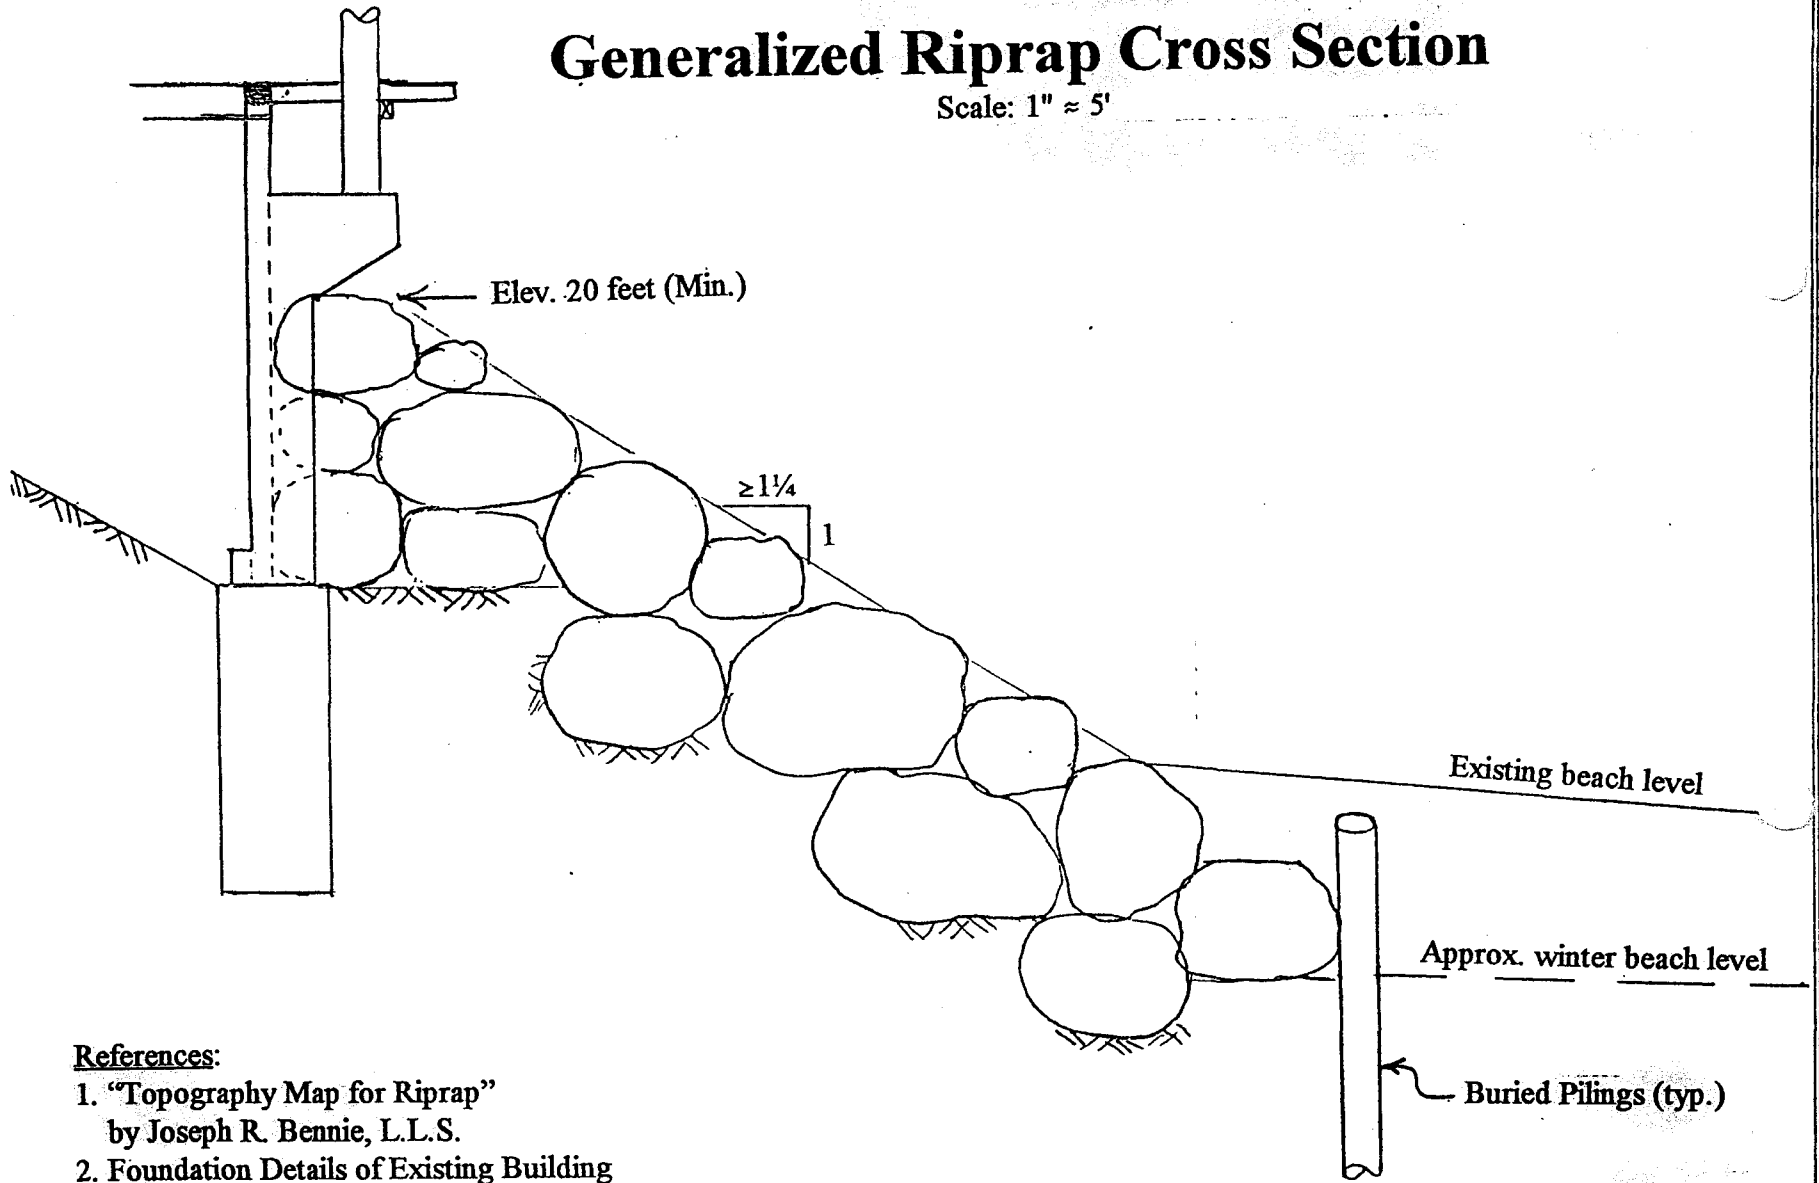 Generalized Riprap Cross Section
Scale: 1" ≈ 5'
Elev. 20 feet (Min.)
≥1¼
1
Existing beach level
Approx. winter beach level
Buried Pilings (typ.)
References:
1. “Topography Map for Riprap”
by Joseph R. Bennie, L.L.S.
2. Foundation Details of Existing Building